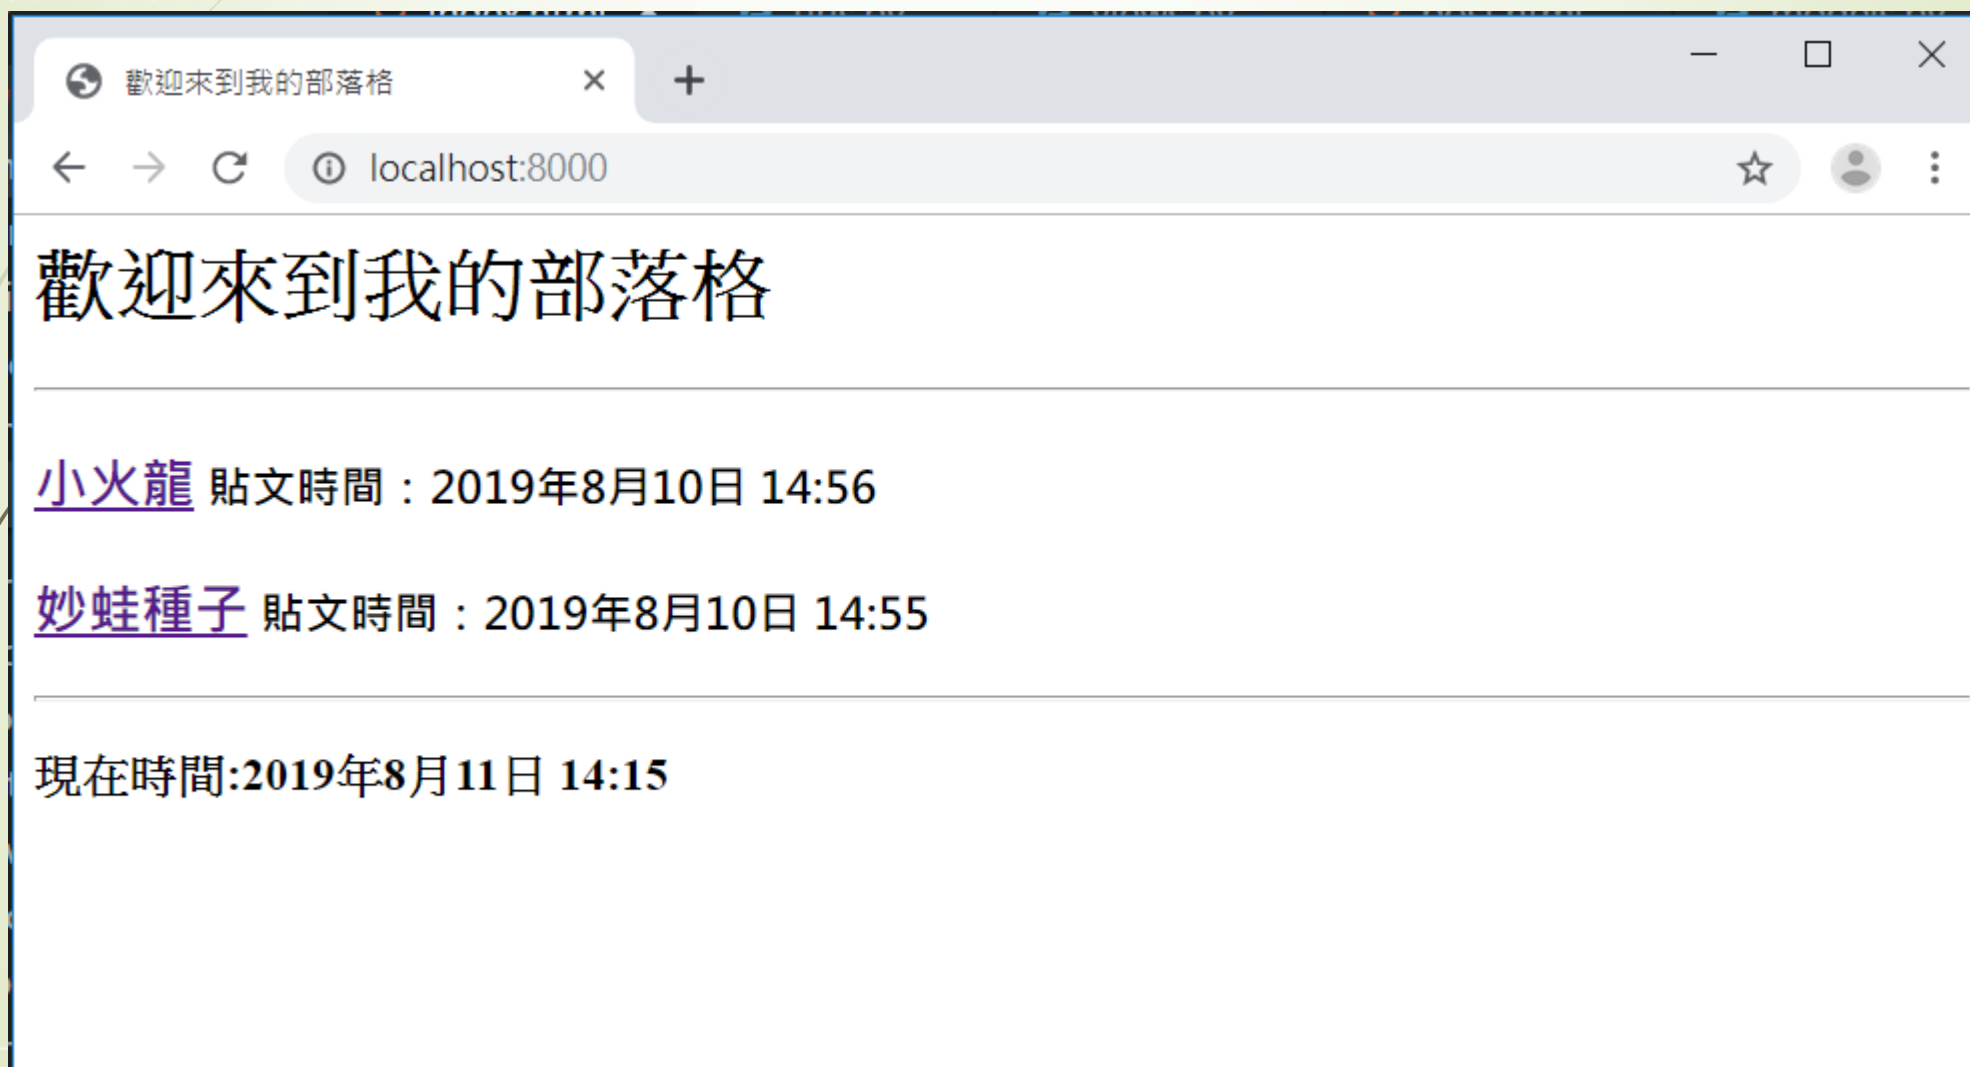 歡迎來到我的部落格
localhost:8000
歡迎來到我的部落格
小火龍 貼文時間：2019年8月10日 14:56
妙蛙種子 貼文時間：2019年8月10日 14:55
現在時間:2019年8月11日 14:15